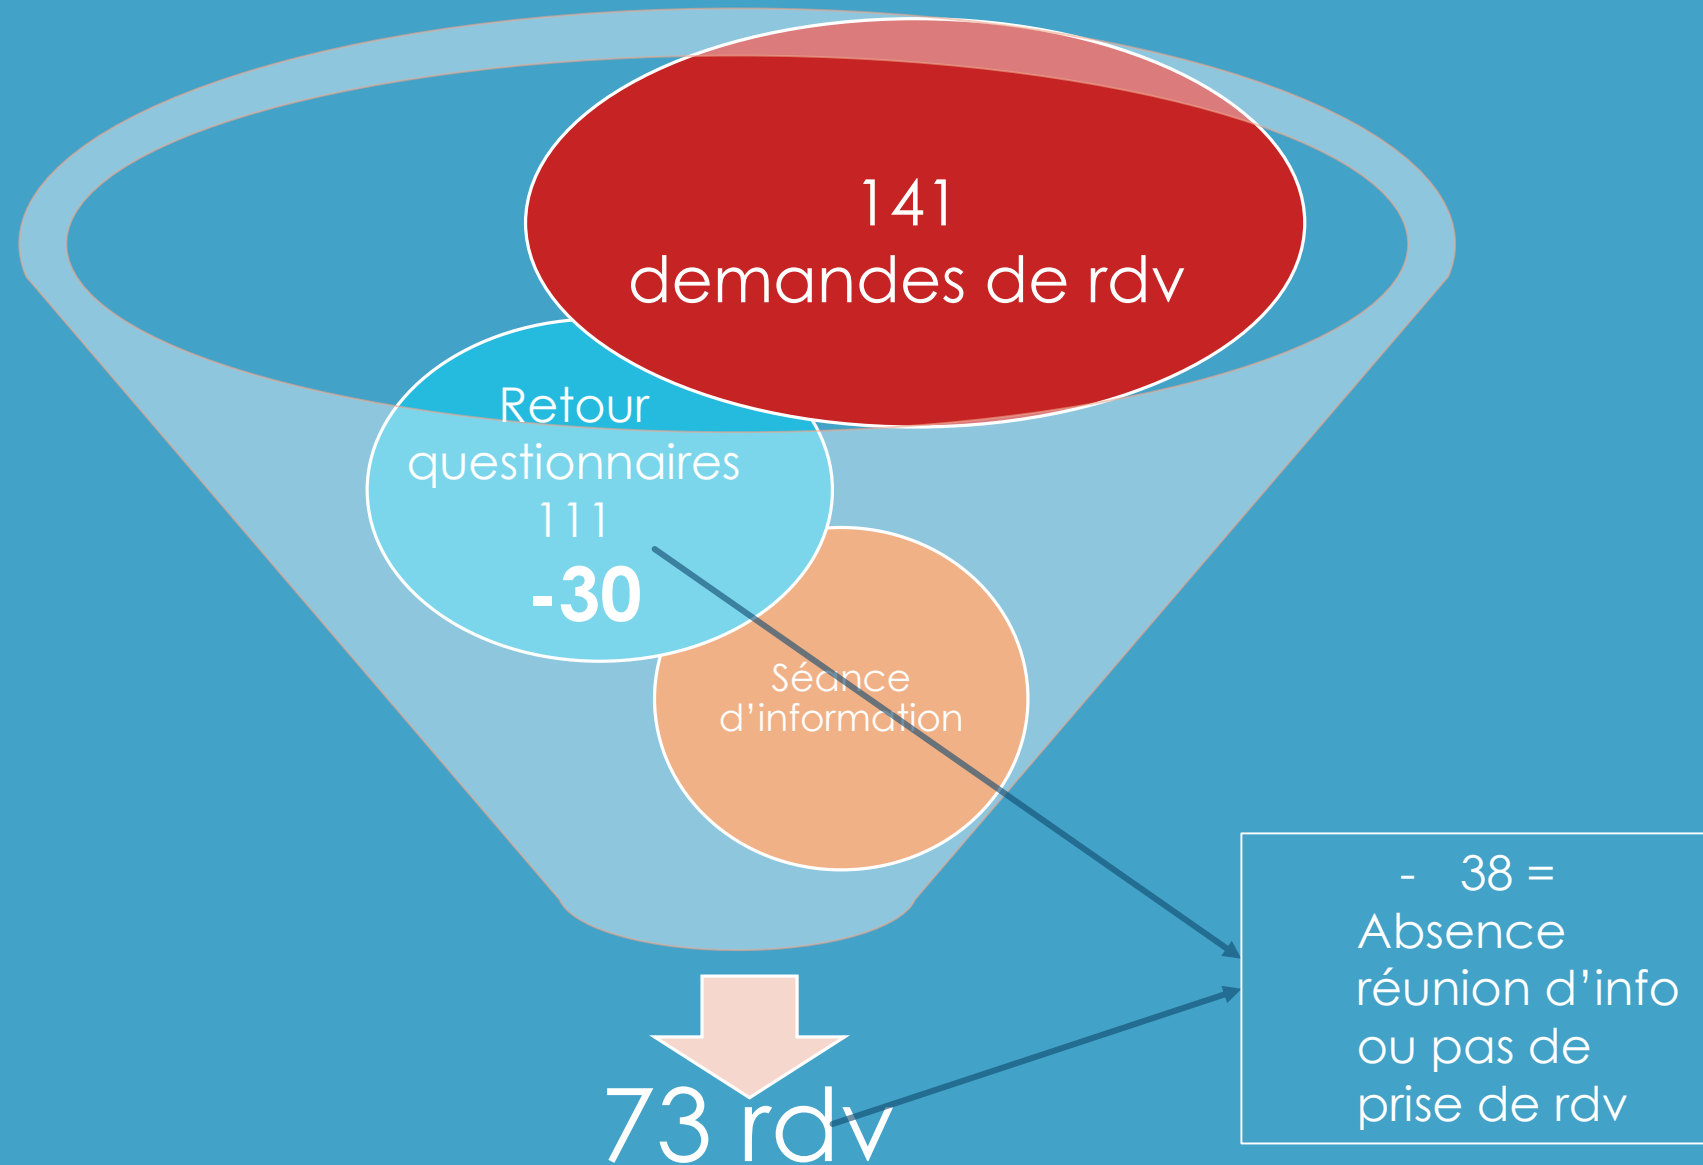 141
demandes de rdv
Retour
questionnaires
111
-30
Séance
d’information
- 38 =
Absence
réunion d’info
ou pas de
prise de rdv
73 rdv